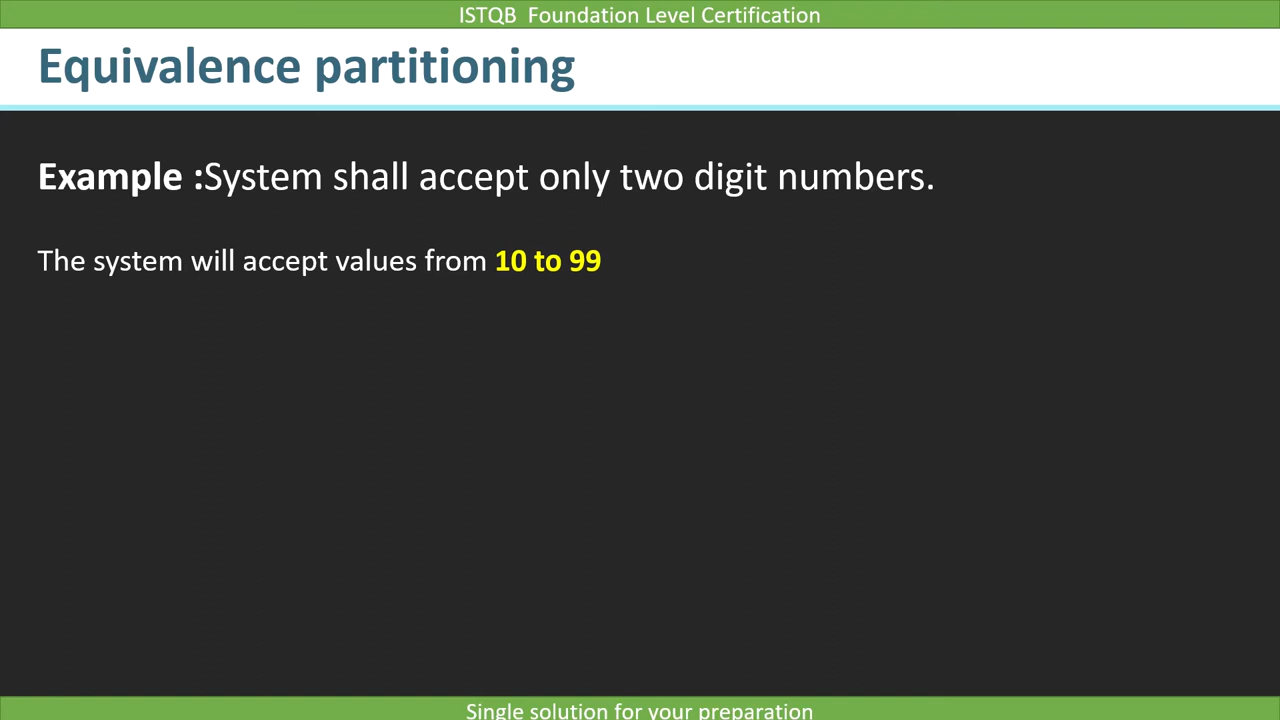 ISTQB  Foundation Level Certification
Equivalence partitioning
Example :System shall accept only two digit numbers.
The system will accept values from 10 to 99
Single solution for your preparation